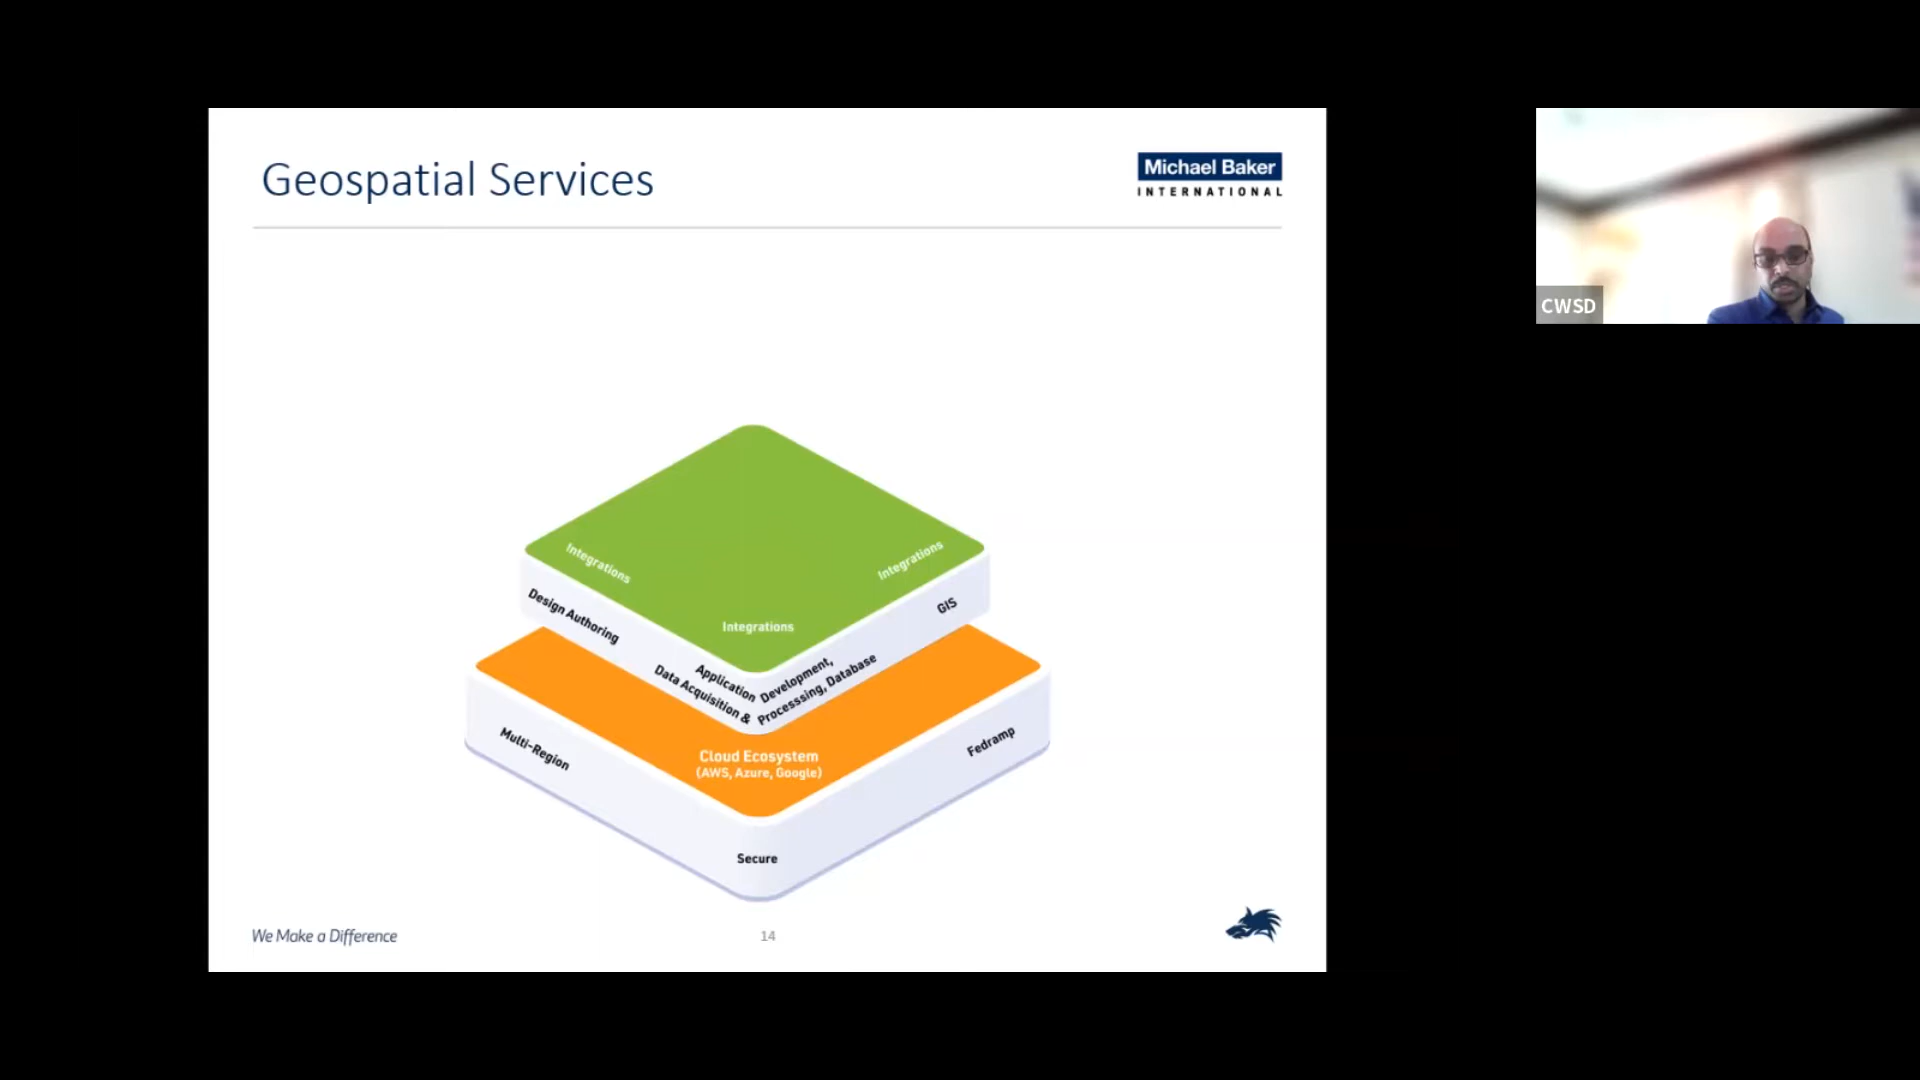 Geospatial Services
Michael Baker
INTERNATIONAL
CWSD
Integrations
Integrations
Integrations
Design Authoring
GIS
Application Development,
Data Acquisition & Processsing, Database
Cloud Ecosystem
(AWS, Azure, Google)
Multi-Region
Fedramp
Secure
We Make a Difference
14